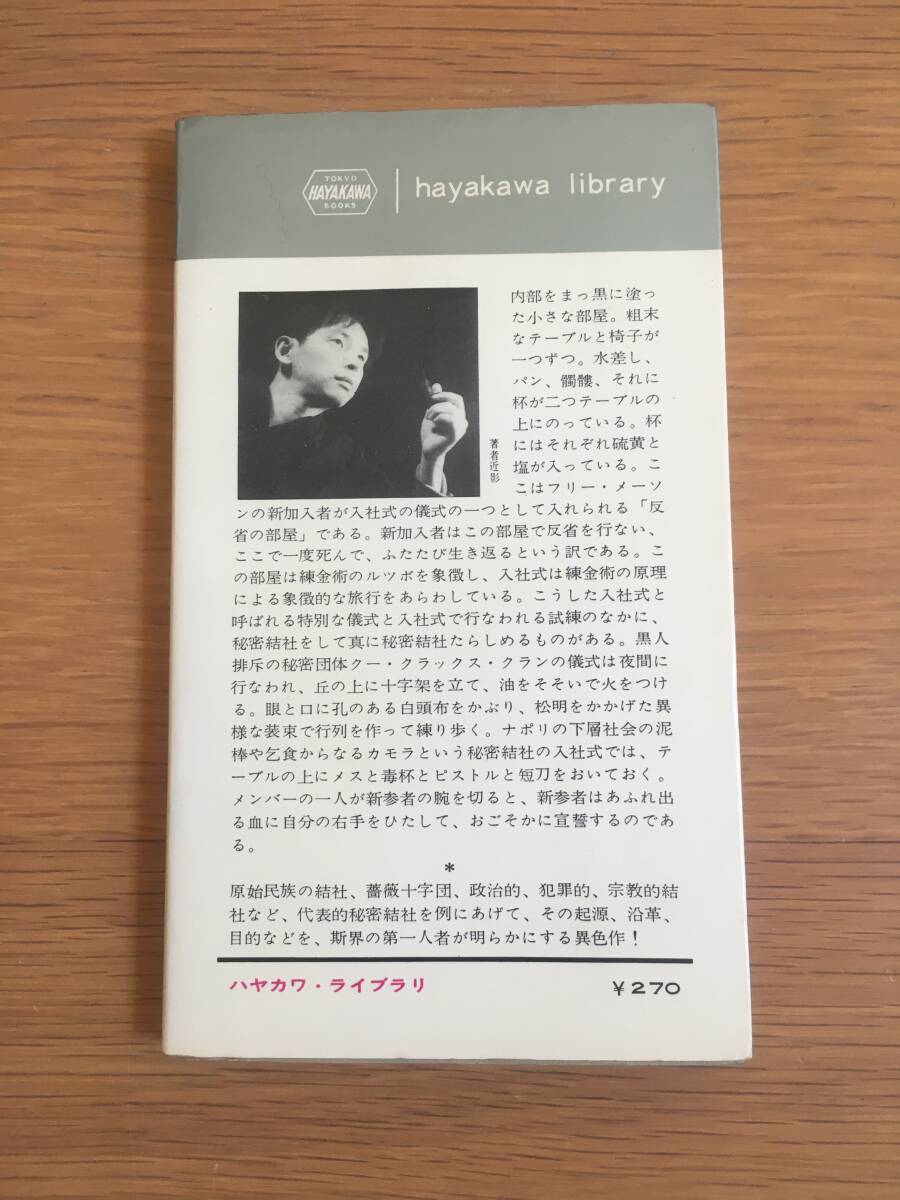 TOKYO
HAYAKAWA
BOOKS
hayakawa library
内部をまっ黒に塗っ
た小さな部屋。粗末
なテーブルと椅子が
一つずつ。水差し、
パン、髑髏、それに
杯が二つテーブルの
上にのっている。杯
にはそれぞれ硫黄と
塩が入っている。こ
こはフリー・メーソ
著者近影
ンの新加入者が入社式の儀式の一つとして入れられる「反
省の部屋」である。新加入者はこの部屋で反省を行ない、
ここで一度死んで、ふたたび生き返るという訳である。こ
の部屋は練金術のルツボを象徴し、入社式は練金術の原理
による象徴的な旅行をあらわしている。こうした入社式と
呼ばれる特別な儀式と入社式で行なわれる試練のなかに、
秘密結社をして真に秘密結社たらしめるものがある。黒人
排斥の秘密団体クー・クラックス・クランの儀式は夜間に
行なわれ、丘の上に十字架を立て、油をそそいで火をつけ
る。眼と口に孔のある白頭布をかぶり、松明をかかげた異
様な装束で行列を作って練り歩く。ナポリの下層社会の泥
棒や乞食からなるカモラという秘密結社の入社式では、テ
ーブルの上にメスと毒杯とピストルと短刀をおいておく。
メンバーの一人が新参者の腕を切ると、新参者はあふれ出
る血に自分の右手をひたして、おごそかに宣誓するのであ
る。
*
原始民族の結社、薔薇十字団、政治的、犯罪的、宗教的結
社など、代表的秘密結社を例にあげて、その起源、沿革、
目的などを、斯界の第一人者が明らかにする異色作！
ハヤカワ・ライブラリ
¥270